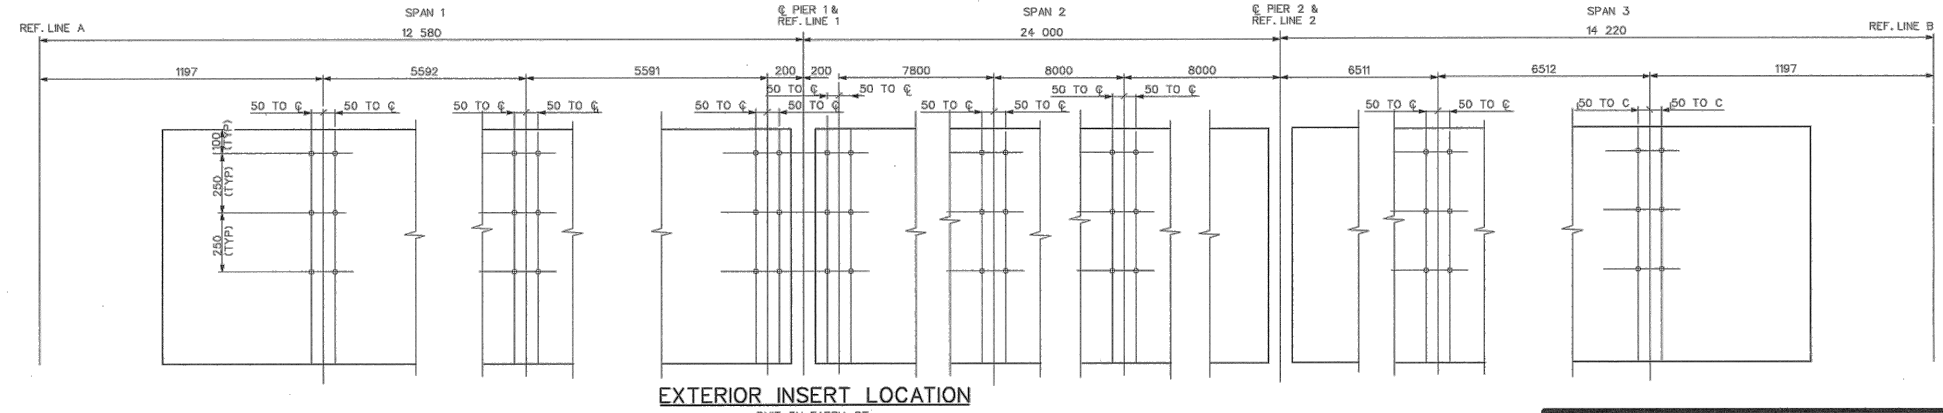 SPAN 1
℄ PIER 1 &
REF. LINE 1
SPAN 2
℄ PIER 2 &
REF. LINE 2
SPAN 3
REF. LINE A
REF. LINE B
12 580
24 000
14 220
1197
5592
5591
200
200
7800
8000
8000
6511
6512
1197
50 TO ℄
50 TO ℄
50 TO ℄
50 TO ℄
50 TO ℄
50 TO ℄
50 TO ℄
50 TO ℄
50 TO ℄
50 TO ℄
50 TO ℄
50 TO ℄
50 TO ℄
50 TO ℄
50 TO C
50 TO C
100
(TYP)
250
(TYP)
250
(TYP)
EXTERIOR INSERT LOCATION